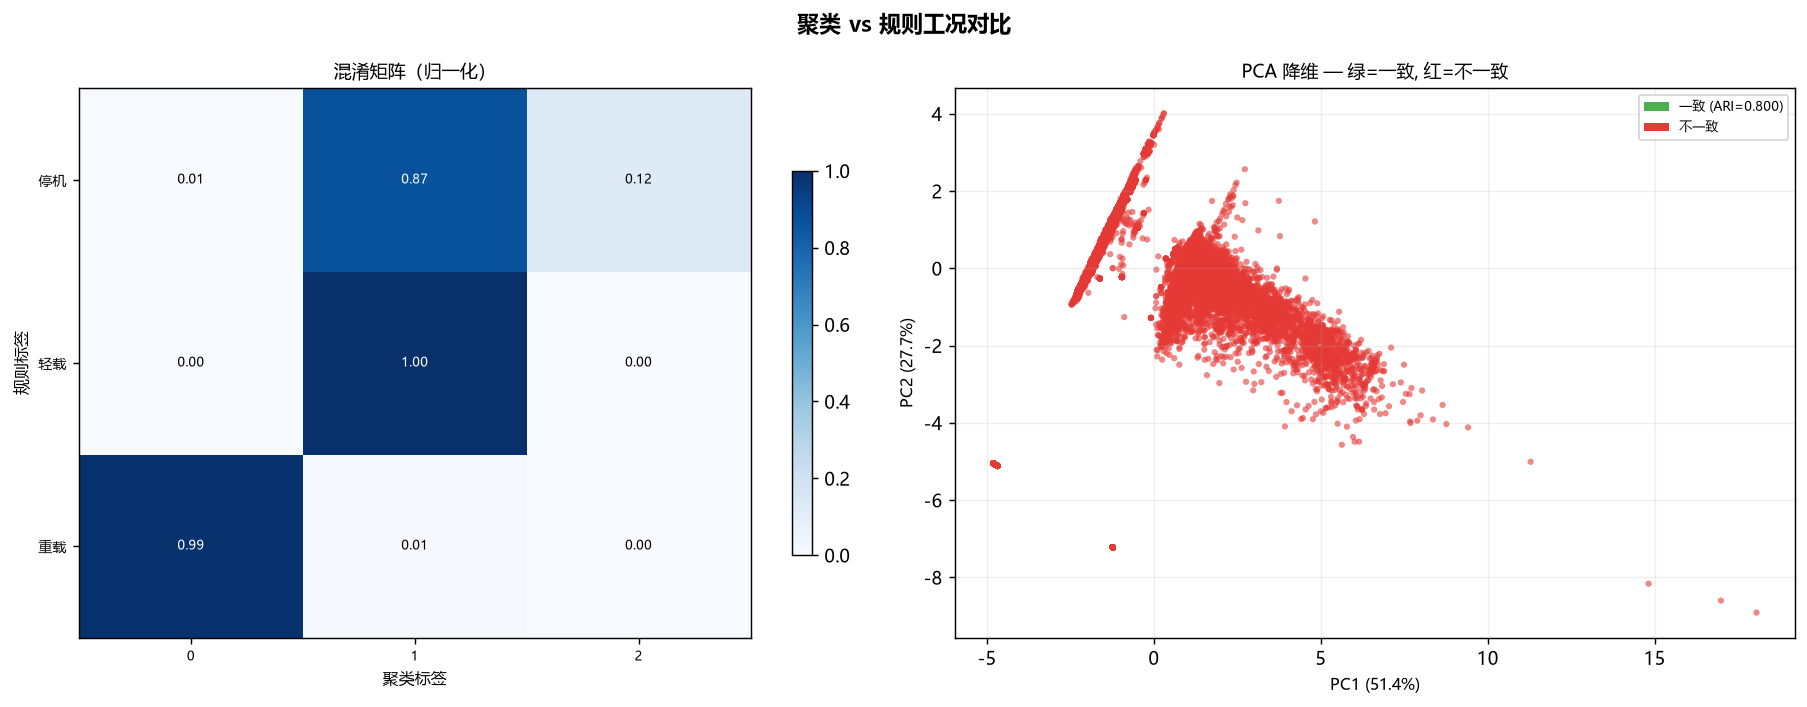 聚类 vs 规则工况对比
混淆矩阵（归一化）
规则标签
停机
轻载
重载
0.01
0.87
0.12
0.00
1.00
0.00
0.99
0.01
0.00
0
1
2
聚类标签
1.0
0.8
0.6
0.4
0.2
0.0
PCA 降维 — 绿=一致, 红=不一致
一致 (ARI=0.800)
不一致
PC2 (27.7%)
4
2
0
-2
-4
-6
-8
-5
0
5
10
15
PC1 (51.4%)